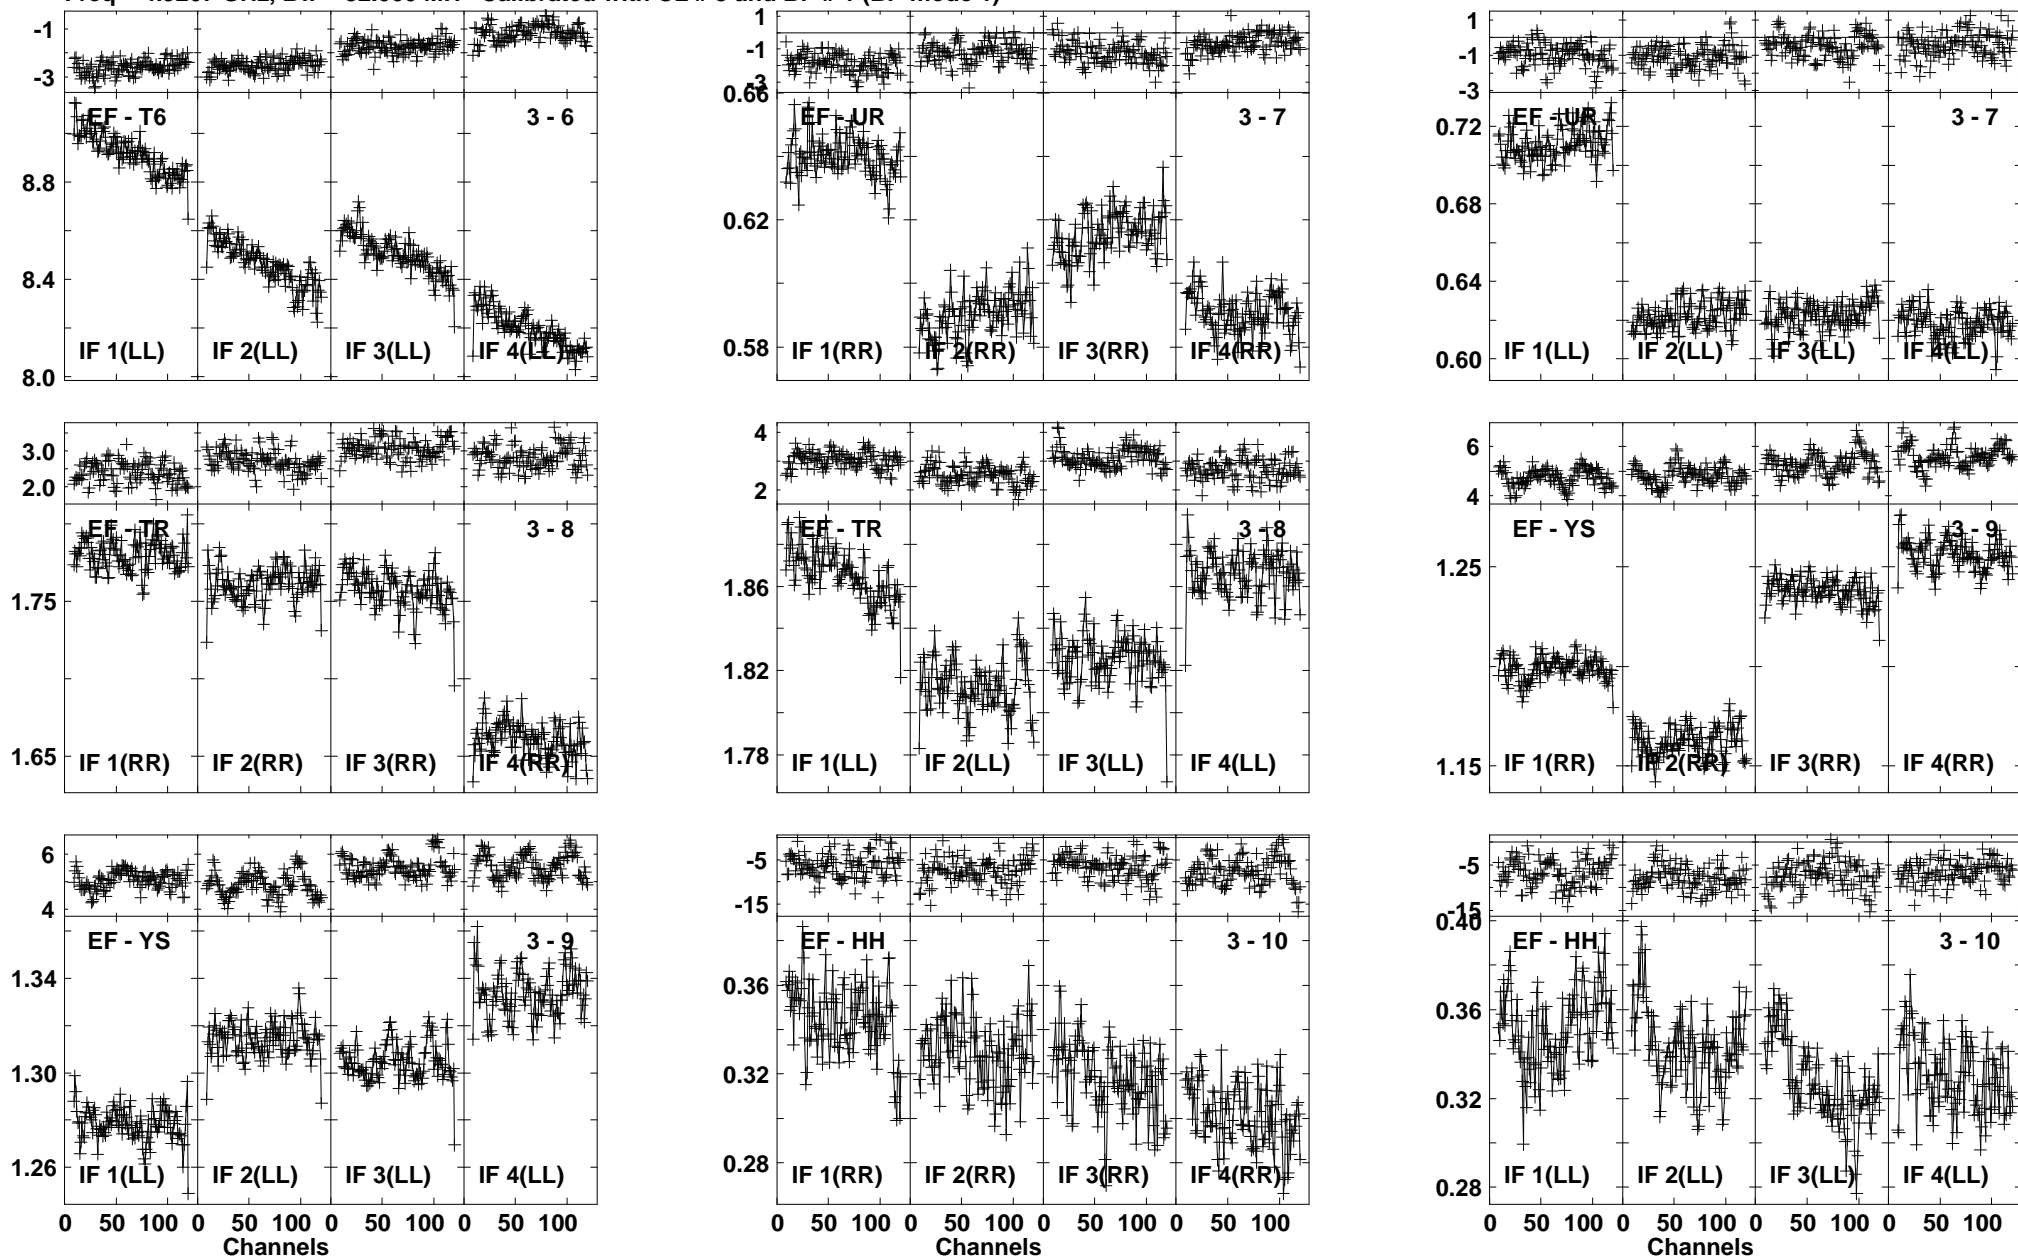 -1
-3
EF - T6
3 - 6
8.8
8.4
8.0
IF 1(LL) IF 2(LL) IF 3(LL) IF 4(LL)
1
-1
-3
0.66
EF - UR
3 - 7
0.62
0.58
IF 1(RR) IF 2(RR) IF 3(RR) IF 4(RR)
1
-1
-3
EF - UR
3 - 7
0.72
0.68
0.64
0.60
IF 1(LL) IF 2(LL) IF 3(LL) IF 4(LL)
3.0
2.0
EF - TR
3 - 8
1.75
1.65
IF 1(RR) IF 2(RR) IF 3(RR) IF 4(RR)
4
2
EF - TR
3 - 8
1.86
1.82
1.78
IF 1(LL) IF 2(LL) IF 3(LL) IF 4(LL)
6
4
EF - YS
3 - 9
1.25
1.15
IF 1(RR) IF 2(RR) IF 3(RR) IF 4(RR)
6
4
EF - YS
3 - 9
1.34
1.30
1.26
IF 1(LL) IF 2(LL) IF 3(LL) IF 4(LL)
0 50 100 0 50 100 0 50 100 0 50 100
Channels
-5
-15
EF - HH
3 - 10
0.36
0.32
0.28
IF 1(RR) IF 2(RR) IF 3(RR) IF 4(RR)
0 50 100 0 50 100 0 50 100 0 50 100
Channels
-5
-15
0.40
EF - HH
3 - 10
0.36
0.32
0.28
IF 1(LL) IF 2(LL) IF 3(LL) IF 4(LL)
0 50 100 0 50 100 0 50 100 0 50 100
Channels